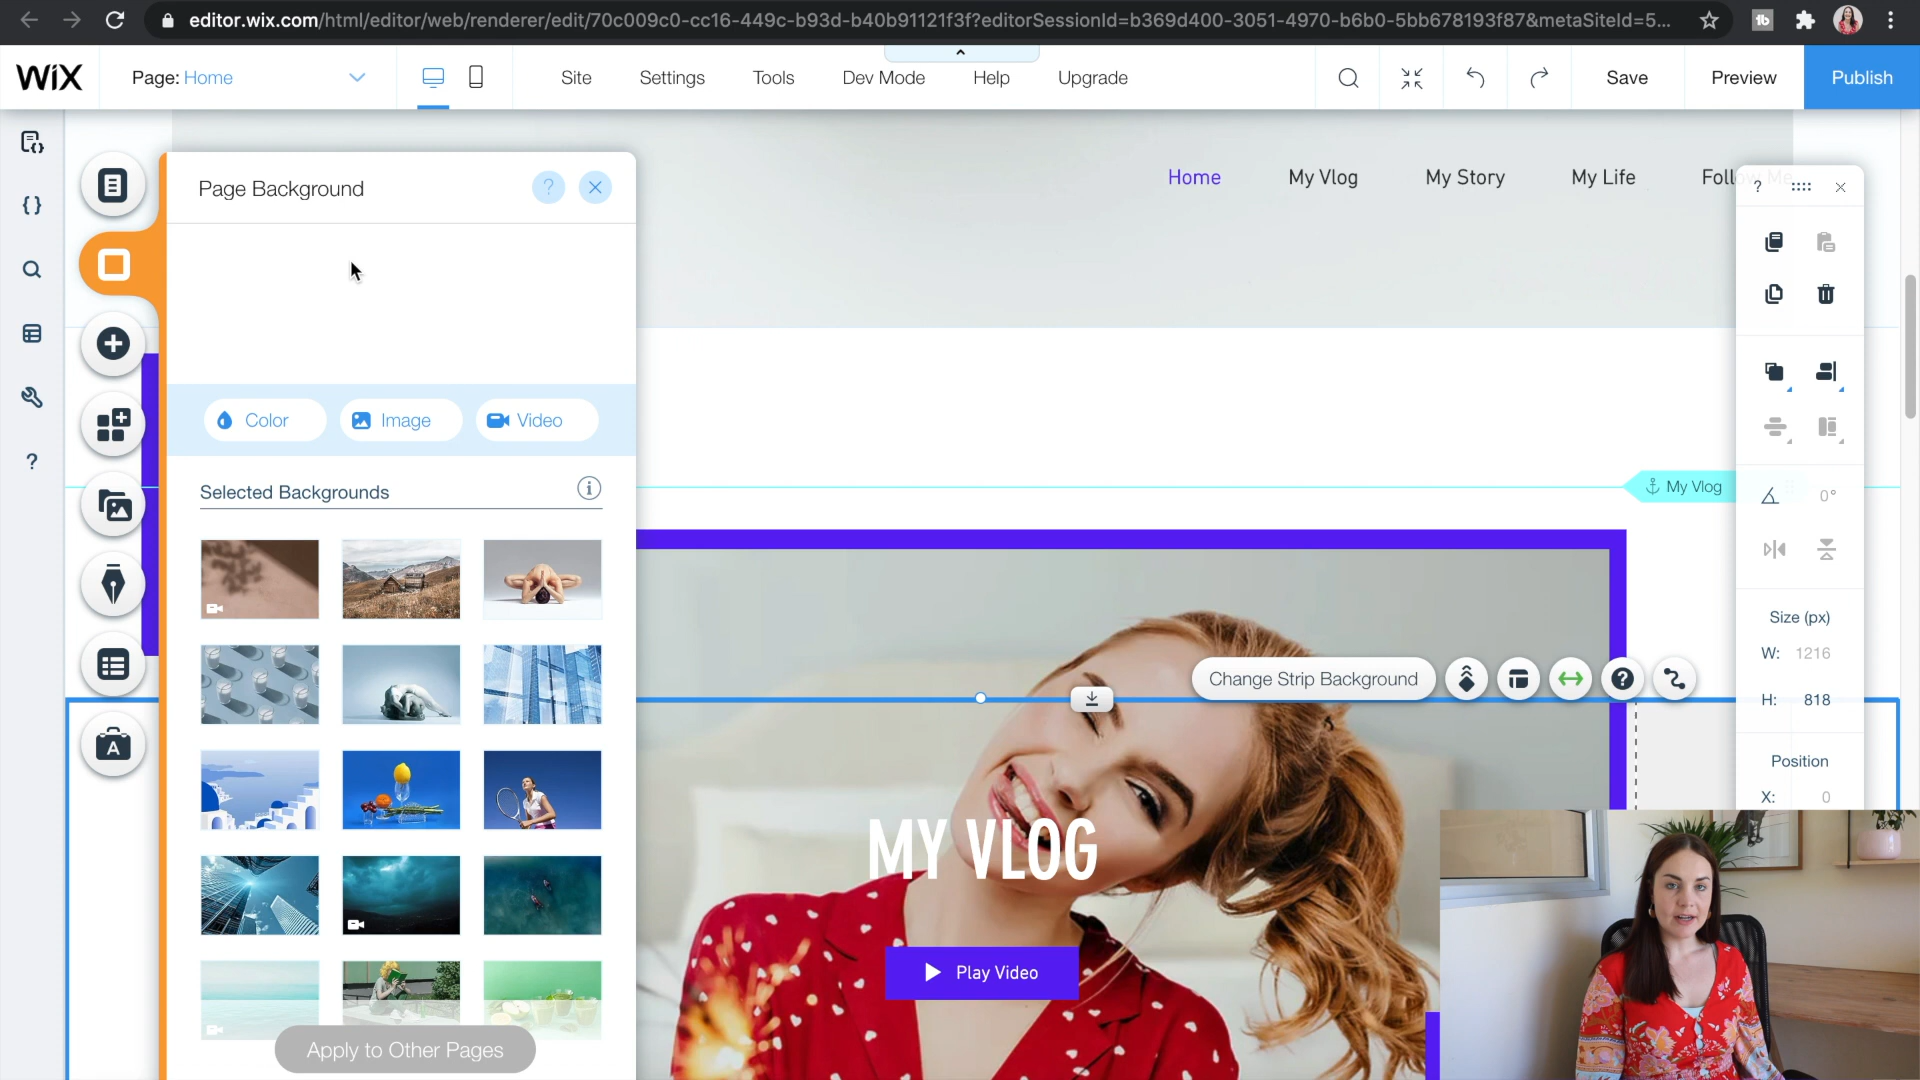 editor.wix.com/html/editor/web/renderer/edit/70c009c0-cc16-449c-b93d-b40b91121f3f?editorSessionId=b369d400-3051-4970-b6b0-5bb678193f87&metaSiteId=5...
WiX
Page: Home
Site
Settings
Tools
Dev Mode
Help
Upgrade
Save
Preview
Publish
Page Background
?
Home
My Vlog
My Story
My Life
Follow Me
?
Color
Image
Video
Selected Backgrounds
My Vlog
0°
Size (px)
W: 1216
H: 818
Change Strip Background
?
Position
X: 0
MY VLOG
Play Video
Apply to Other Pages